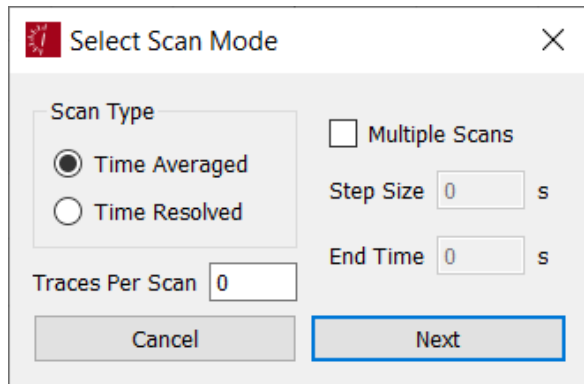 Select Scan Mode
Scan Type
Time Averaged
Time Resolved
Traces Per Scan 0
Multiple Scans
Step Size 0 s
End Time 0 s
Cancel
Next